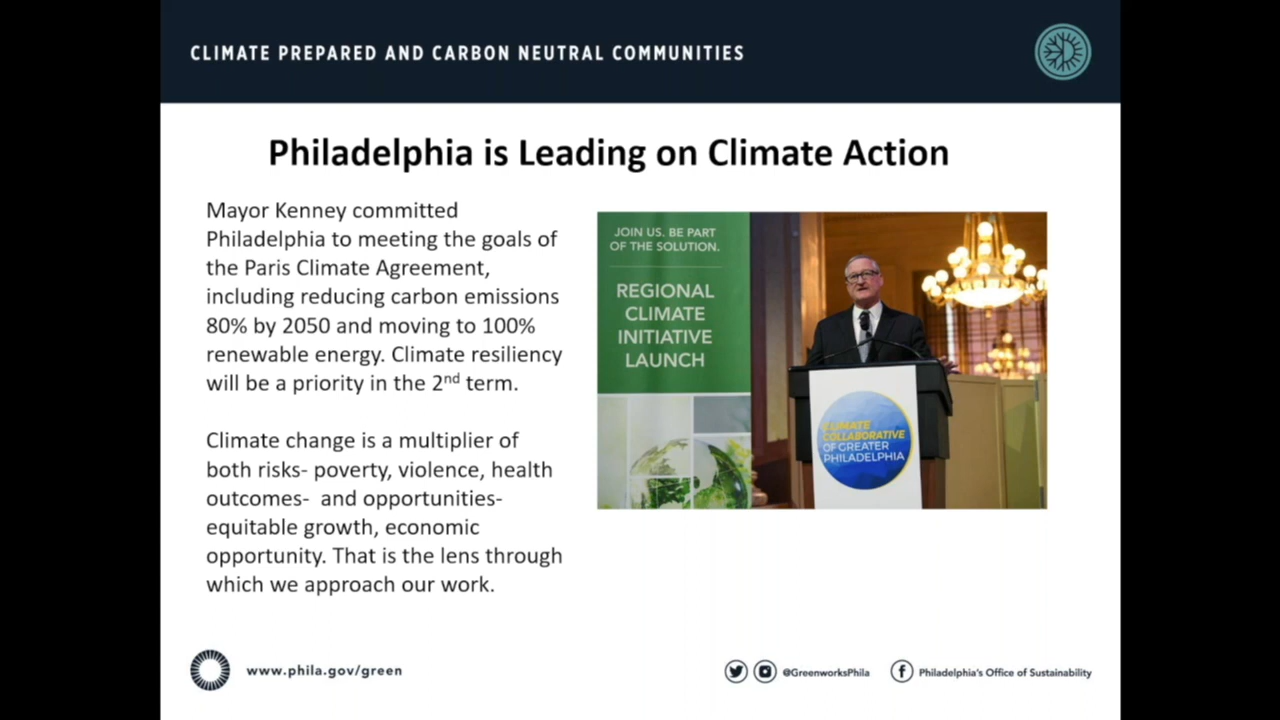 CLIMATE PREPARED AND CARBON NEUTRAL COMMUNITIES
Philadelphia is Leading on Climate Action
Mayor Kenney committed
Philadelphia to meeting the goals of
the Paris Climate Agreement,
including reducing carbon emissions
80% by 2050 and moving to 100%
renewable energy. Climate resiliency
will be a priority in the 2nd term.
Climate change is a multiplier of
both risks- poverty, violence, health
outcomes-  and opportunities-
equitable growth, economic
opportunity. That is the lens through
which we approach our work.
JOIN US. BE PART
OF THE SOLUTION.
REGIONAL
CLIMATE
INITIATIVE
LAUNCH
CLIMATE
COLLABORATIVE
OF GREATER
PHILADELPHIA
www.phila.gov/green
@GreenworksPhila
Philadelphia's Office of Sustainability